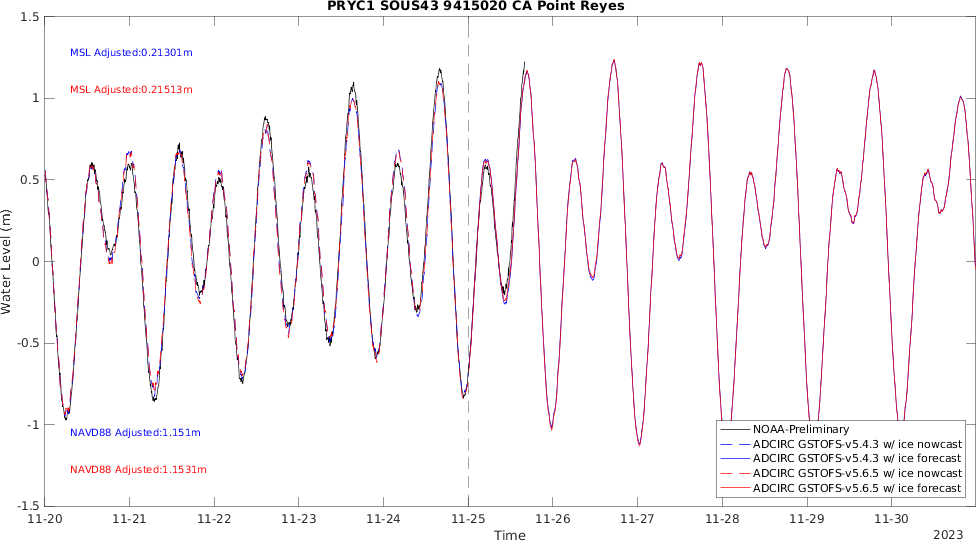 PRYC1 SOUS43 9415020 CA Point Reyes
1.5
1
0.5
0
-0.5
-1
-1.5
Water Level (m)
MSL Adjusted:0.21301m
MSL Adjusted:0.21513m
NAVD88 Adjusted:1.151m
NAVD88 Adjusted:1.1531m
NOAA-Preliminary
ADCIRC GSTOFS-v5.4.3 w/ ice nowcast
ADCIRC GSTOFS-v5.4.3 w/ ice forecast
ADCIRC GSTOFS-v5.6.5 w/ ice nowcast
ADCIRC GSTOFS-v5.6.5 w/ ice forecast
11-20 11-21 11-22 11-23 11-24 11-25 11-26 11-27 11-28 11-29 11-30
Time
2023